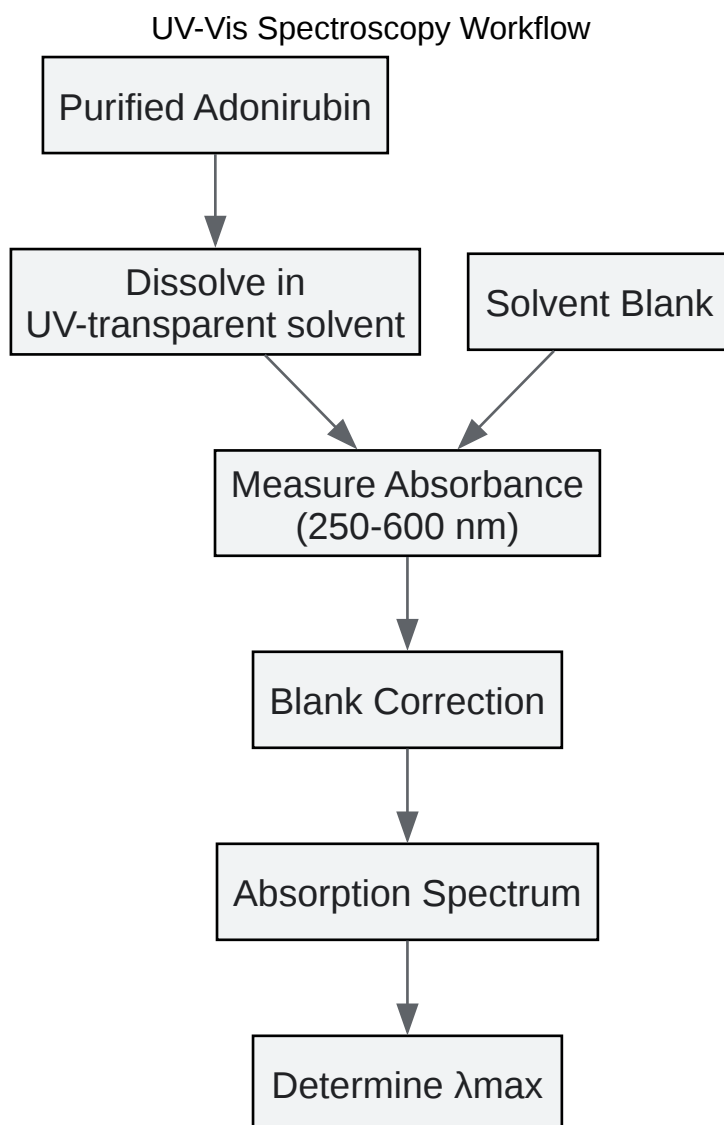 UV-Vis Spectroscopy Workflow
Purified Adonirubin
Dissolve in
UV-transparent solvent
Solvent Blank
Measure Absorbance
(250-600 nm)
Blank Correction
Absorption Spectrum
Determine λmax